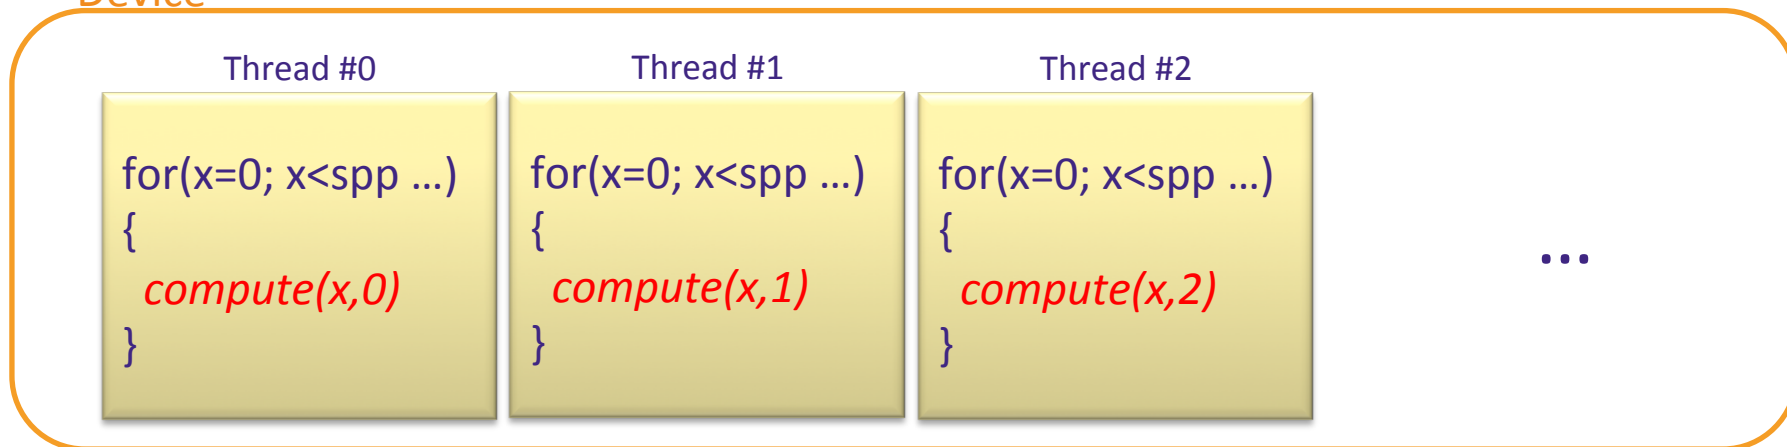 Device
Thread #0
for(x=0; x<spp …)
{
compute(x,0)
}
Thread #1
for(x=0; x<spp …)
{
compute(x,1)
}
Thread #2
for(x=0; x<spp …)
{
compute(x,2)
}
…